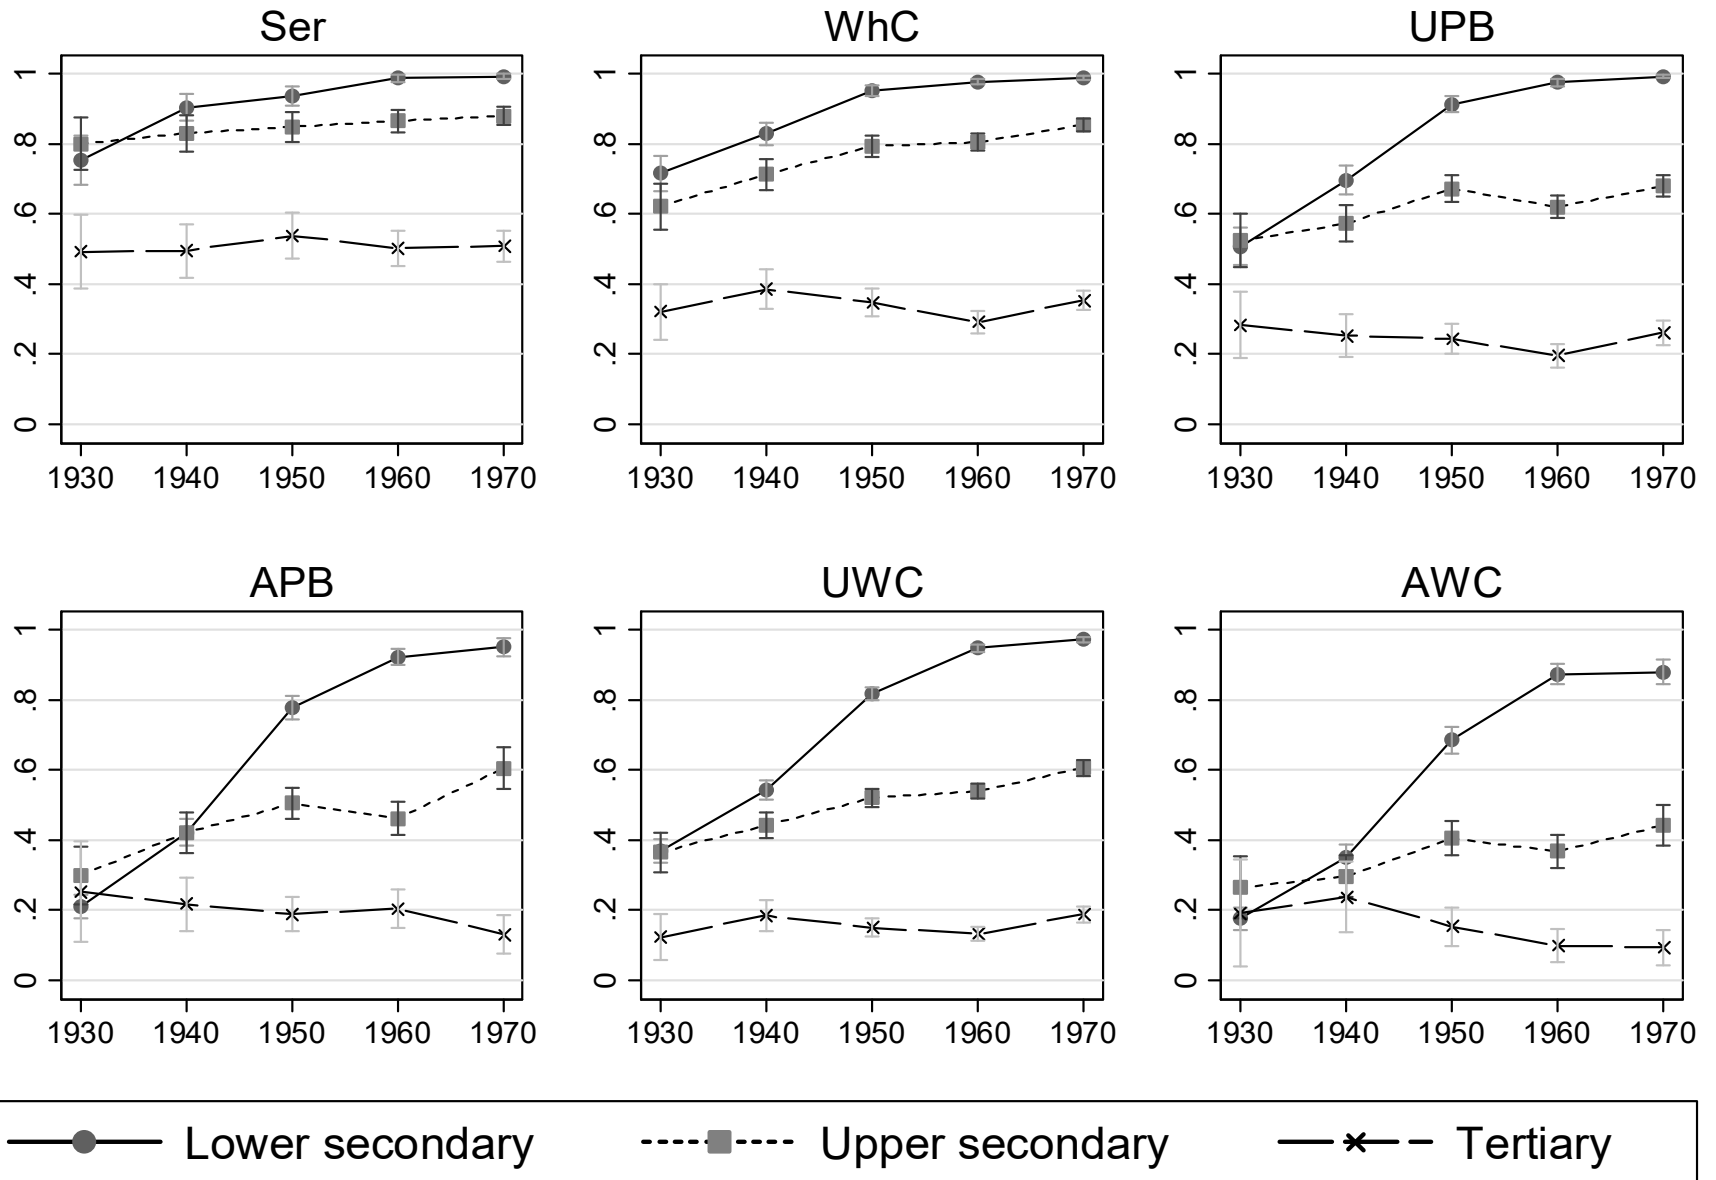 Ser WhC UPB
1 1 1
.8 .8 .8
.6 .6 .6
.4 .4 .4
.2 .2 .2
0 0 0
1930 1940 1950 1960 1970 1930 1940 1950 1960 1970 1930 1940 1950 1960 1970
APB UWC AWC
1 1 1
.8 .8 .8
.6 .6 .6
.4 .4 .4
.2 .2 .2
0 0 0
1930 1940 1950 1960 1970 1930 1940 1950 1960 1970 1930 1940 1950 1960 1970
Lower secondary Upper secondary Tertiary